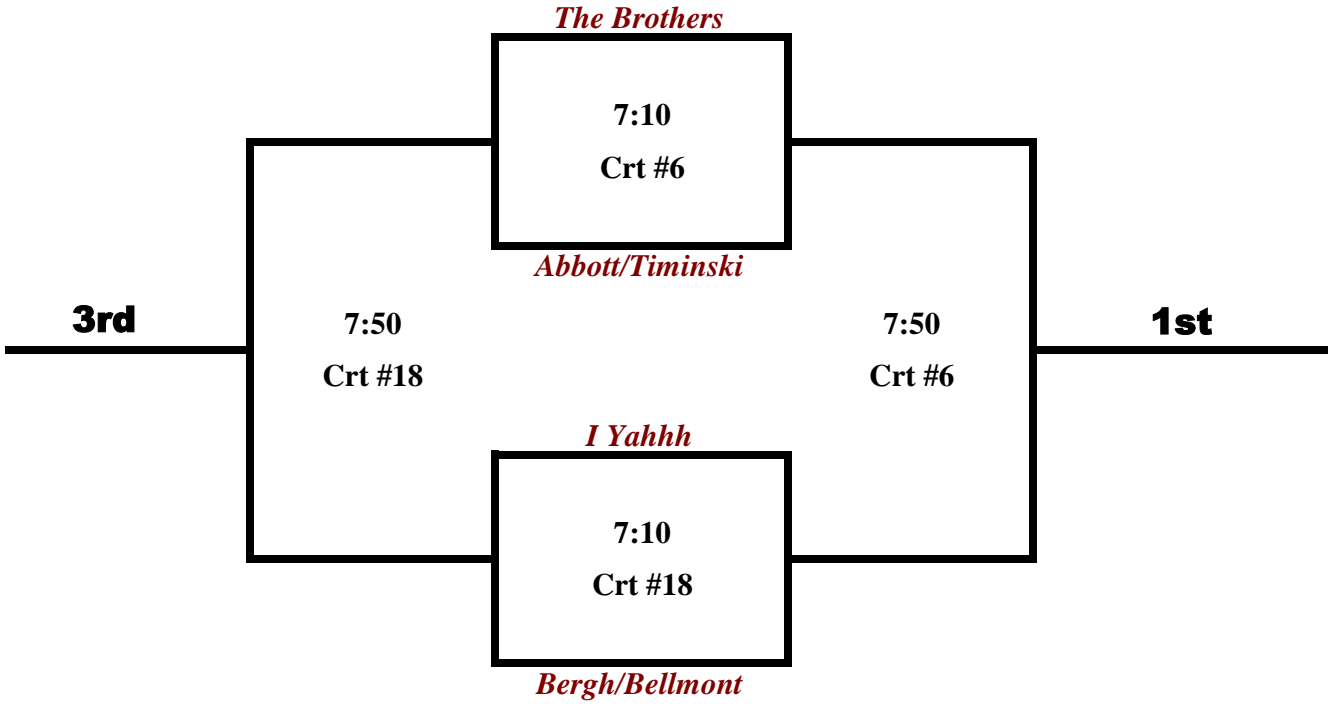 The Brothers
7:10
Crt #6
Abbott/Timinski
3rd
7:50
Crt #18
7:50
Crt #6
1st
I Yahhh
7:10
Crt #18
Bergh/Bellmont